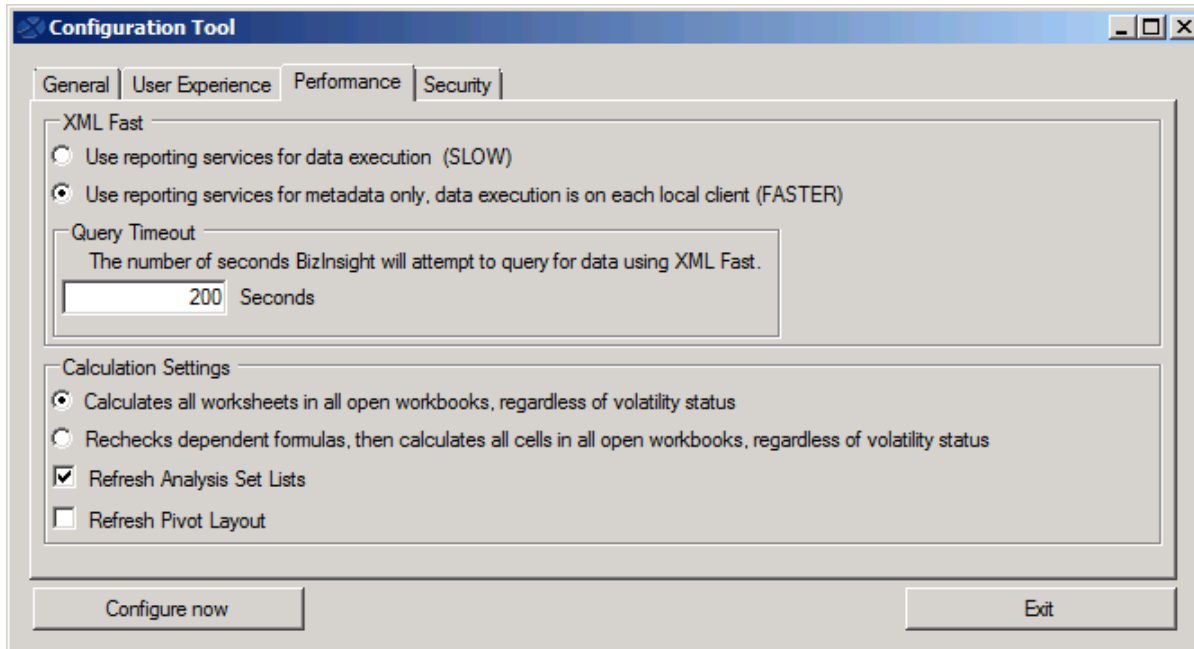 Configuration Tool
General User Experience Performance Security
XML Fast
Use reporting services for data execution (SLOW)
Use reporting services for metadata only, data execution is on each local client (FASTER)
Query Timeout
The number of seconds BizInsight will attempt to query for data using XML Fast.
200 Seconds
Calculation Settings
Calculates all worksheets in all open workbooks, regardless of volatility status
Rechecks dependent formulas, then calculates all cells in all open workbooks, regardless of volatility status
Refresh Analysis Set Lists
Refresh Pivot Layout
Configure now Exit